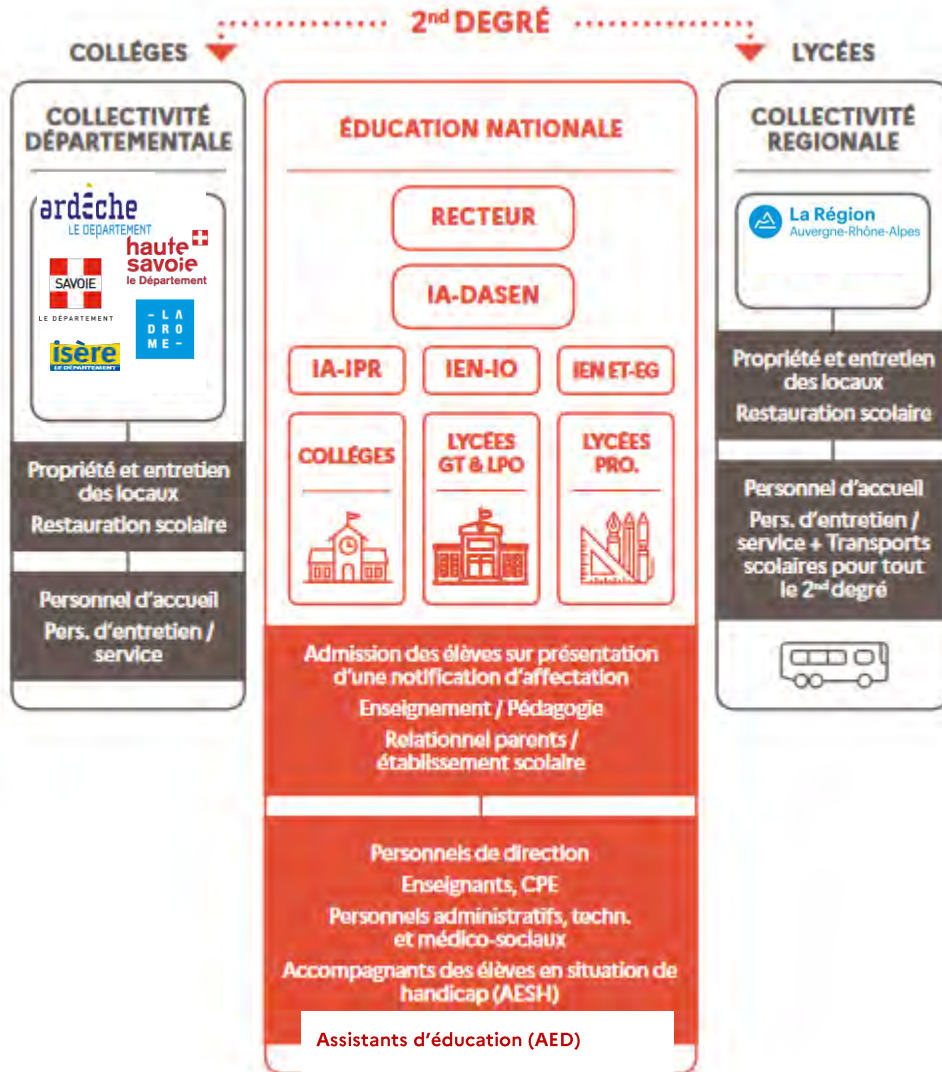 2nd DEGRÉ
COLLÉGES
LYCÉES
COLLECTIVITÉ
DÉPARTEMENTALE
ardèche
LE DÉPARTEMENT
haute
savoie
le Département
SAVOIE
LE DÉPARTEMENT
- LA
DRO
ME -
isère
LE DÉPARTEMENT
Propriété et entretien
des locaux
Restauration scolaire
Personnel d'accueil
Pers. d'entretien /
service
ÉDUCATION NATIONALE
RECTEUR
IA-DASEN
IA-IPR
IEN-IO
IEN ET-EG
COLLÉGES
LYCÉES
GT & LPO
LYCÉES
PRO.
Admission des élèves sur présentation
d'une notification d'affectation
Enseignement / Pédagogie
Relationnel parents /
établissement scolaire
Personnels de direction
Enseignants, CPE
Personnels administratifs, techn.
et médico-sociaux
Accompagnants des élèves en situation de
handicap (AESH)
Assistants d'éducation (AED)
COLLECTIVITÉ
REGIONALE
La Région
Auvergne-Rhône-Alpes
Propriété et entretien
des locaux
Restauration scolaire
Personnel d'accueil
Pers. d'entretien /
service + Transports
scolaires pour tout
le 2nd degré